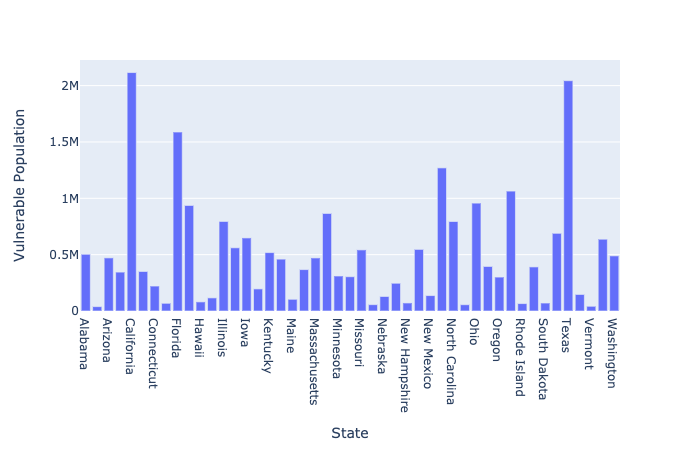 Vulnerable Population
2M
1.5M
1M
0.5M
0
Alabama
Arizona
California
Connecticut
Florida
Hawaii
Illinois
Iowa
Kentucky
Maine
Massachusetts
Minnesota
Missouri
Nebraska
New Hampshire
New Mexico
North Carolina
Ohio
Oregon
Rhode Island
South Dakota
Texas
Vermont
Washington
State